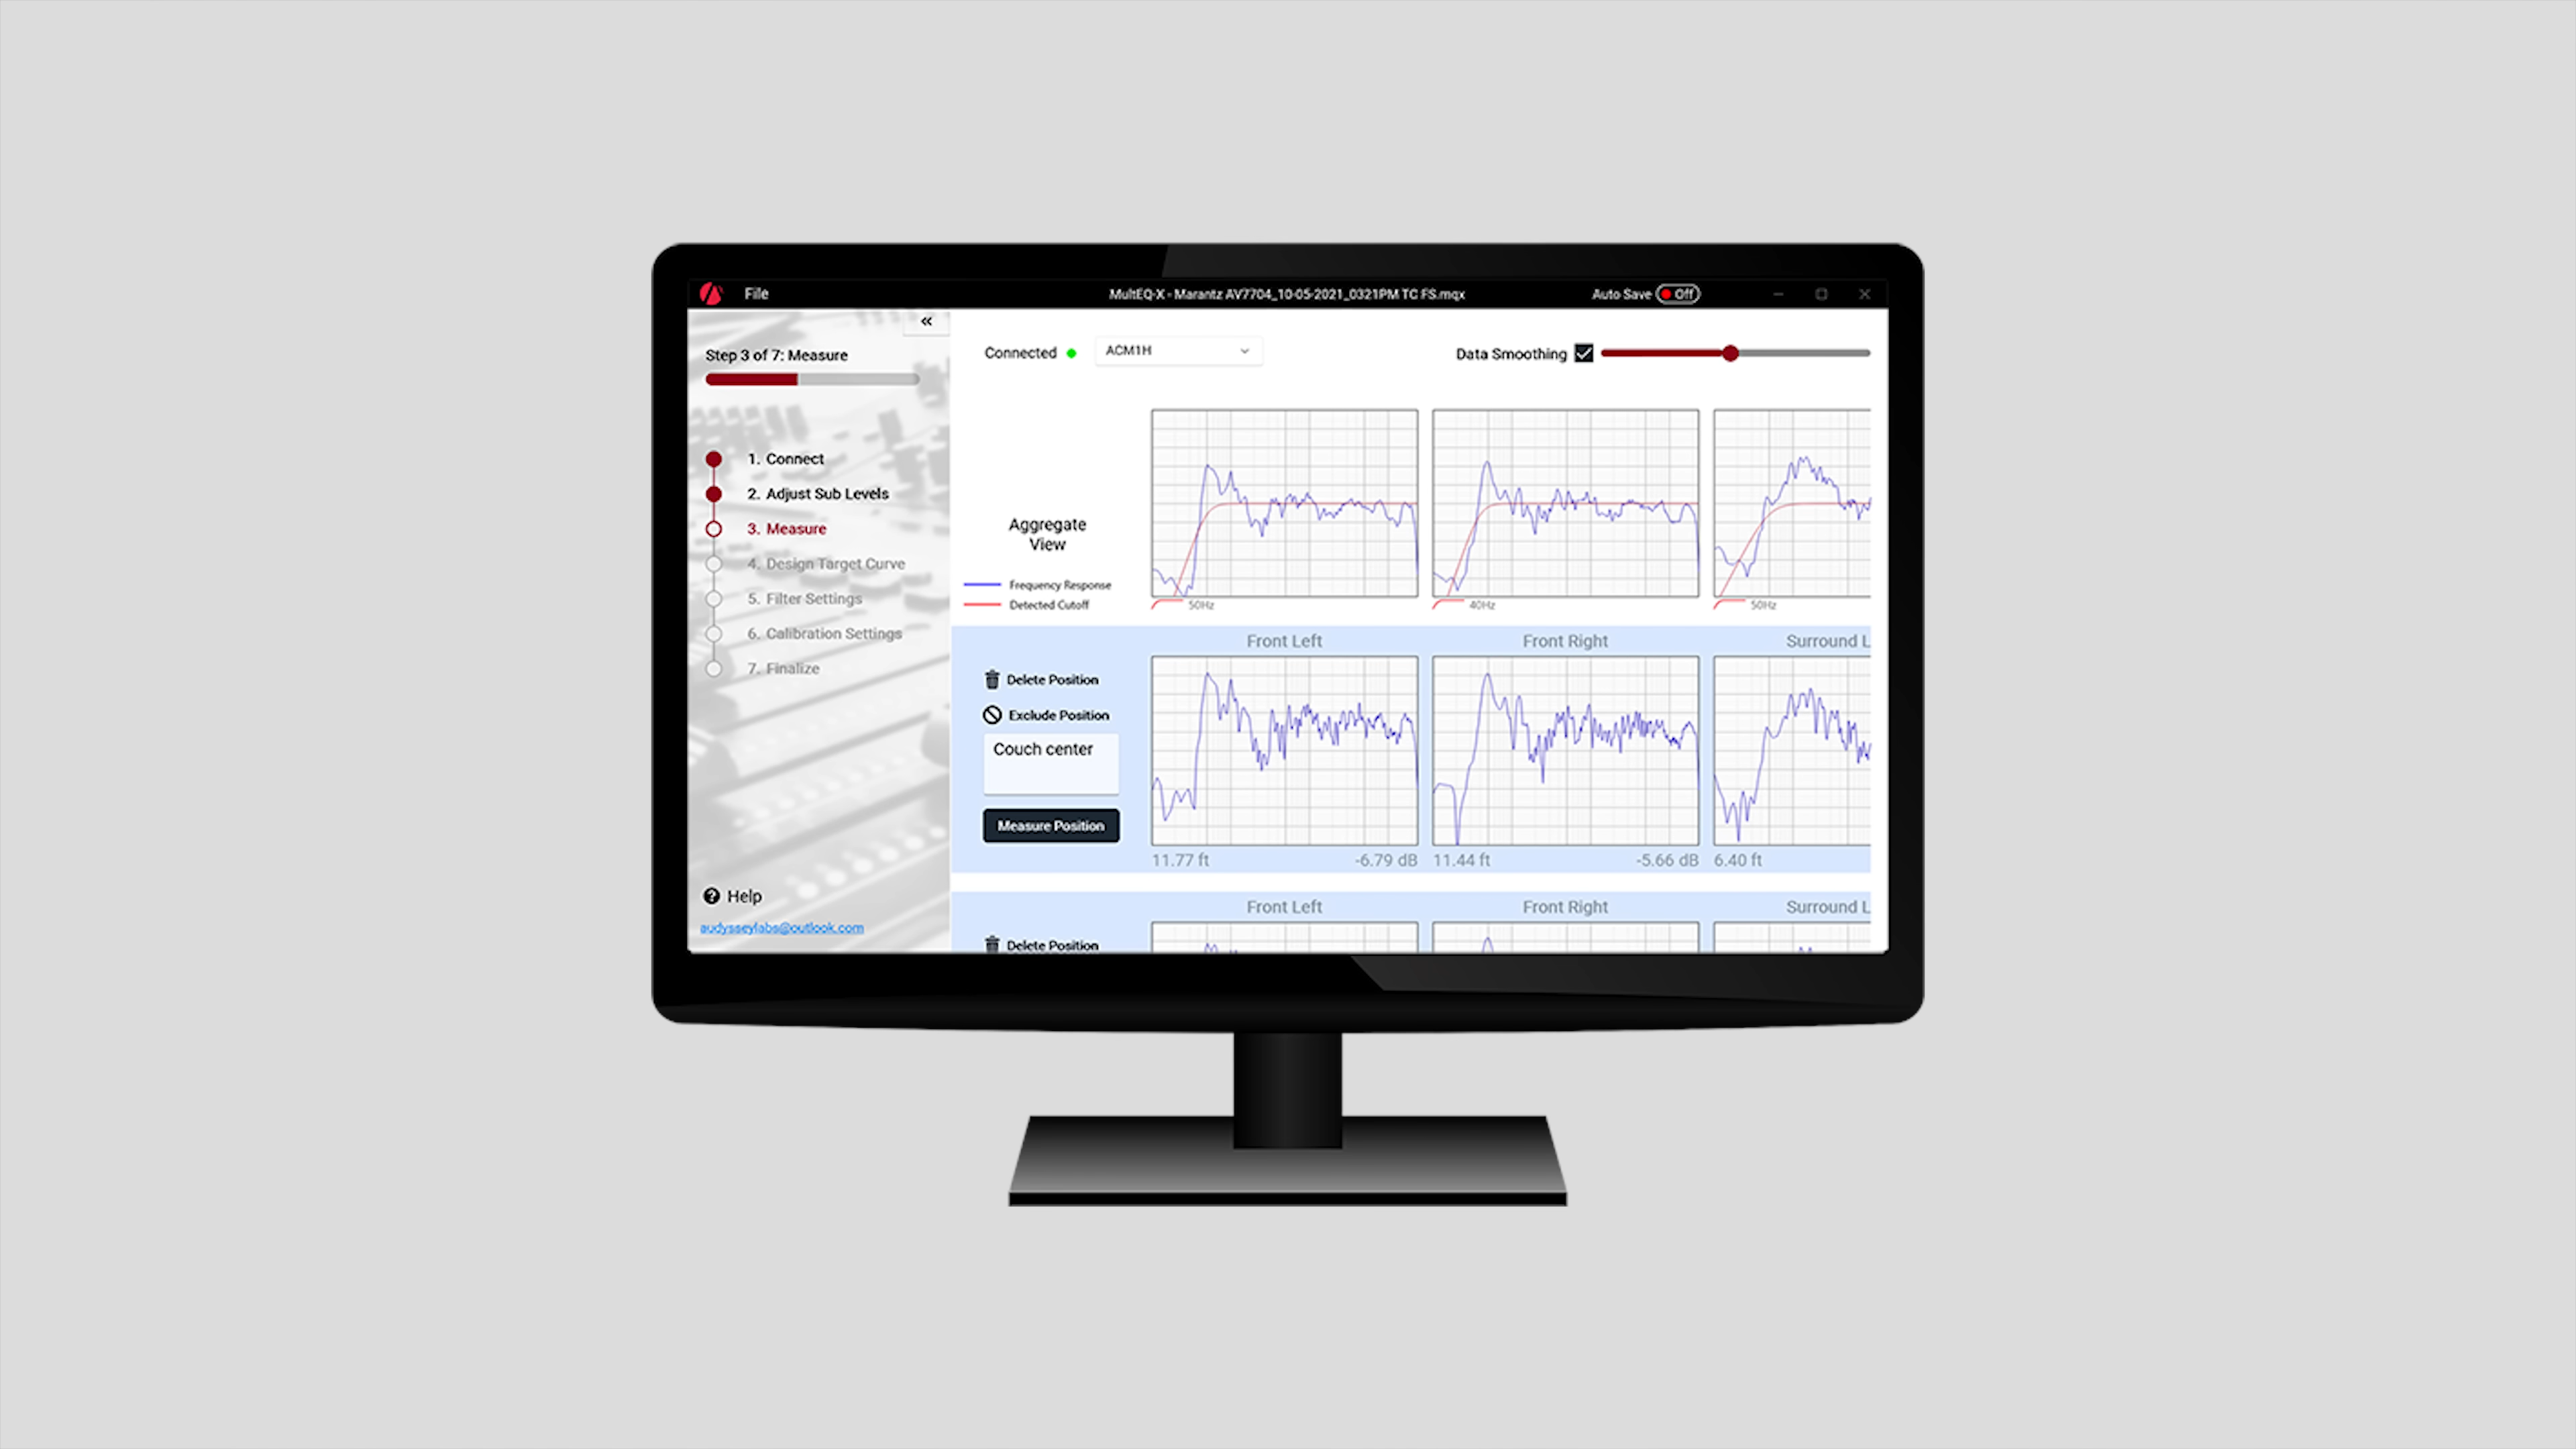 File
MultEQ-X - Marantz AV7704_10-05-2021_0321PM TC FS.mqx
Auto Save
Off
Step 3 of 7: Measure
1. Connect
2. Adjust Sub Levels
3. Measure
4. Design Target Curve
5. Filter Settings
6. Calibration Settings
7. Finalize
Help
audysseylabs@outlook.com
Connected
ACM1H
Data Smoothing
Aggregate
View
Frequency Response
Detected Cutoff
50Hz
40Hz
50Hz
Front Left
Front Right
Surround L
Delete Position
Exclude Position
Couch center
Measure Position
11.77 ft
-6.79 dB
11.44 ft
-5.66 dB
6.40 ft
Front Left
Front Right
Surround L
Delete Position